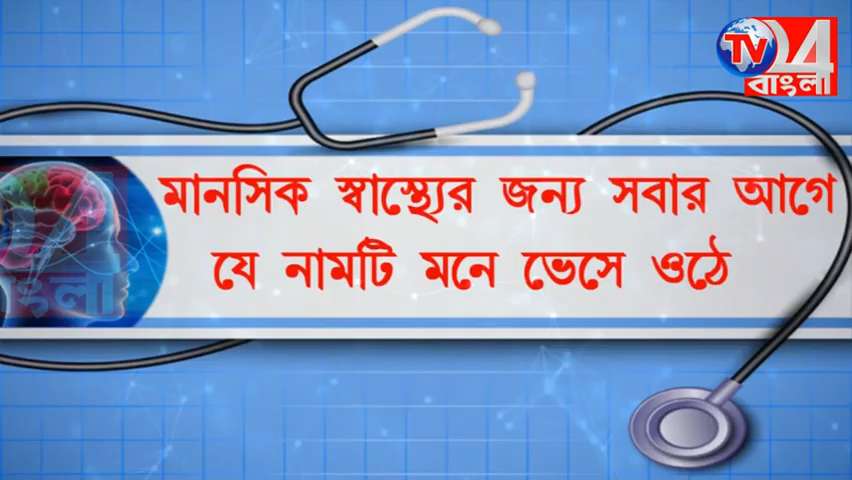 TV 24
বাংলা
মানসিক স্বাস্থ্যের জন্য সবার আগে
যে নামটি মনে ভেসে ওঠে
বাংলা